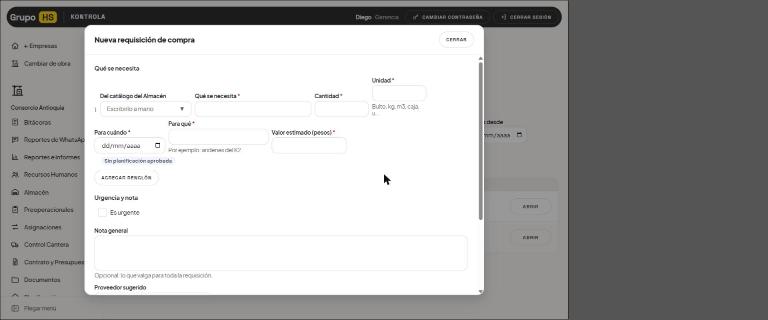 Grupo HS KONTROLA
Diego Gerencia
CAMBIAR CONTRASEÑA
CERRAR SESIÓN
+ Empresas
Cambiar de obra
Consorcio Antioquia
Bitácoras
Reportes de WhatsAp
Reportes e informes
Recursos Humanos
Almacén
Preoperacionales
Asignaciones
Control Cantera
Contrato y Presupues
Documentos
Plegar menú
Nueva requisición de compra
CERRAR
Qué se necesita
1
Del catálogo del Almacén
Escribirlo a mano
Qué se necesita *
Cantidad *
Unidad *
Bulto, kg, m3, caja,
u...
Para cuándo *
dd/mm/aaaa
Para qué *
Por ejemplo: andenes del K2
Valor estimado (pesos) *
Sin planificación aprobada
AGREGAR RENGLÓN
Urgencia y nota
Es urgente
Nota general
Opcional: lo que valga para toda la requisición.
Proveedor sugerido
desde
mm/aaaa
ABRIR
ABRIR